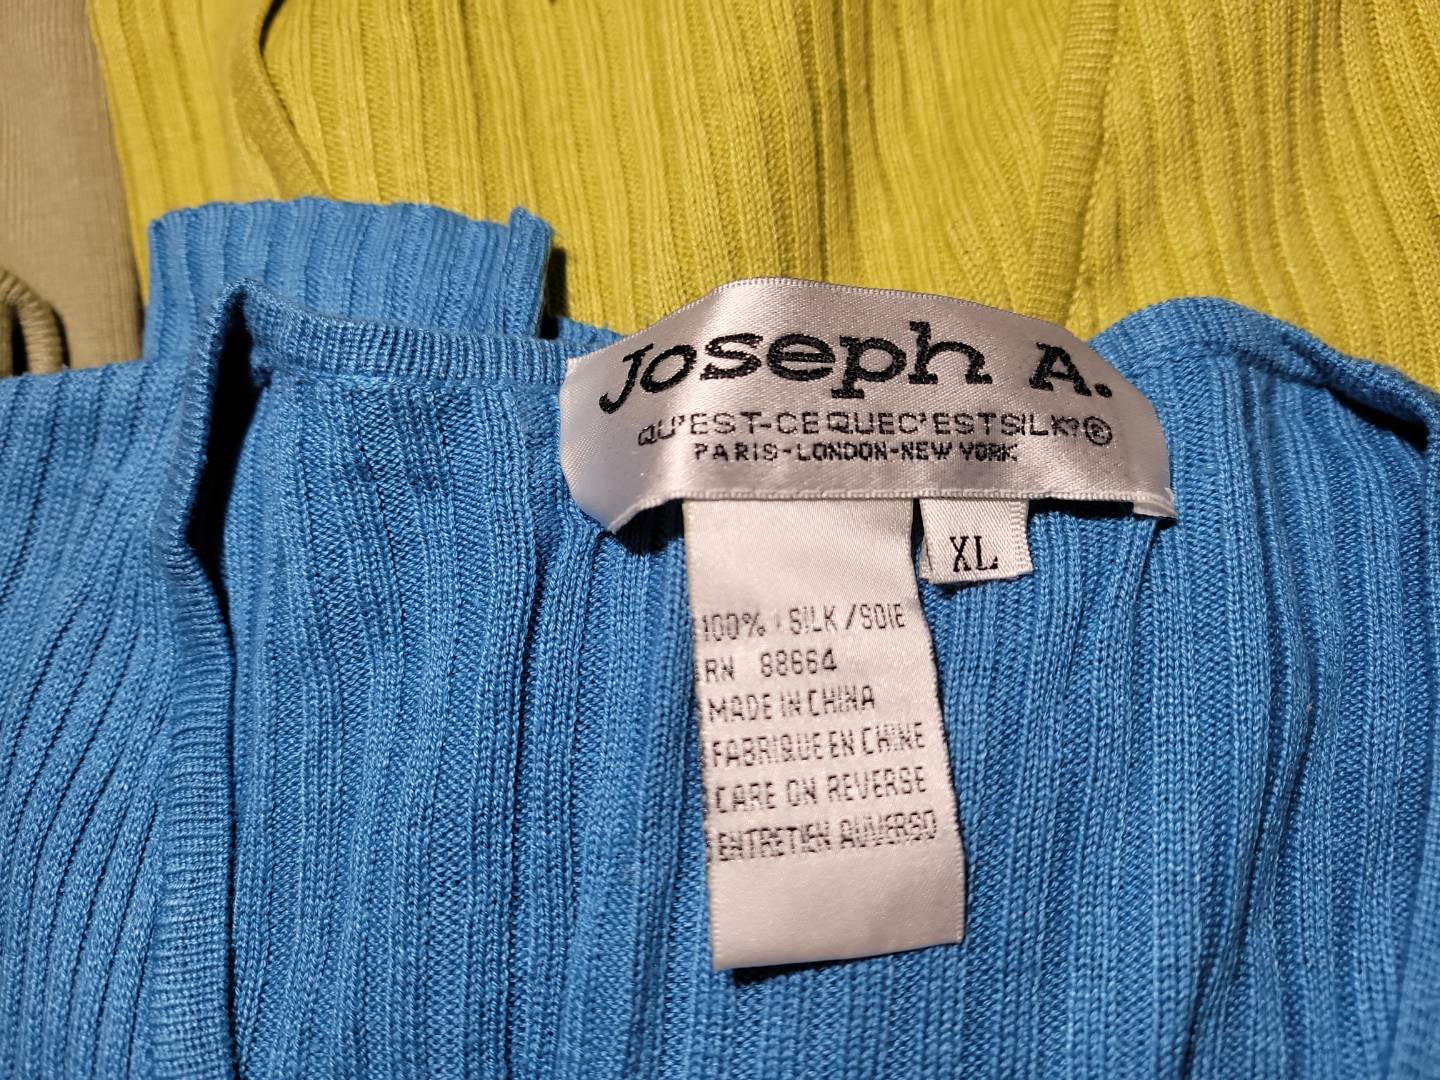 Joseph A.
QU'EST-CE QUE C'EST SILK?©
PARIS-LONDON-NEW YORK
XL
100% SILK/SOIE
RN 88664
MADE IN CHINA
FABRIQUE EN CHINE
CARE ON REVERSE
ENTRETIEN AU VERSO